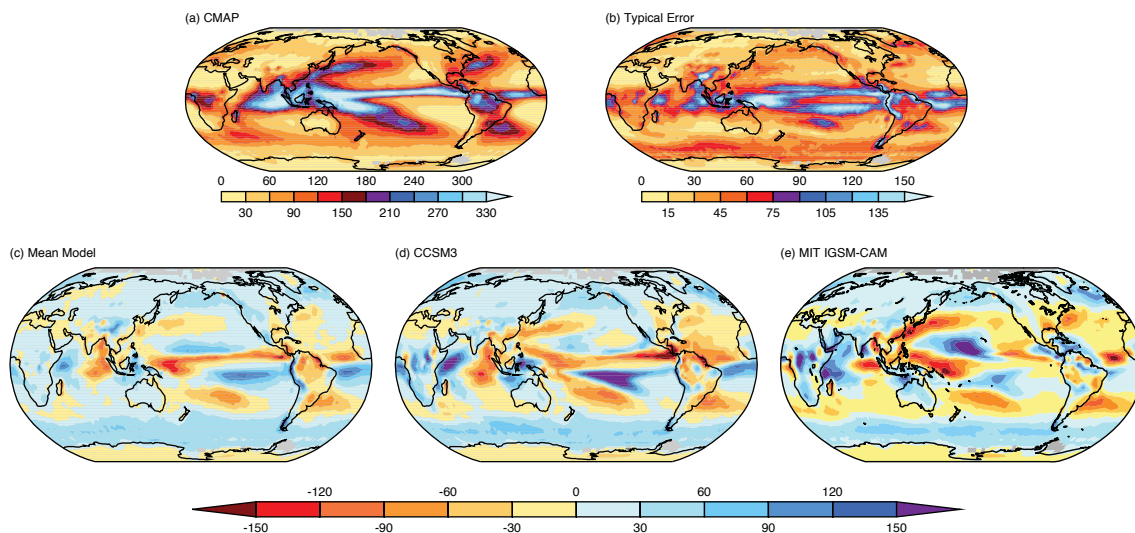 (a) CMAP
(b) Typical Error
0 60 120 180 240 300
30 90 150 210 270 330
0 30 60 90 120 150
15 45 75 105 135
(c) Mean Model
(d) CCSM3
(e) MIT IGSM-CAM
-120 -60 0 60 120
-150 -90 -30 30 90 150